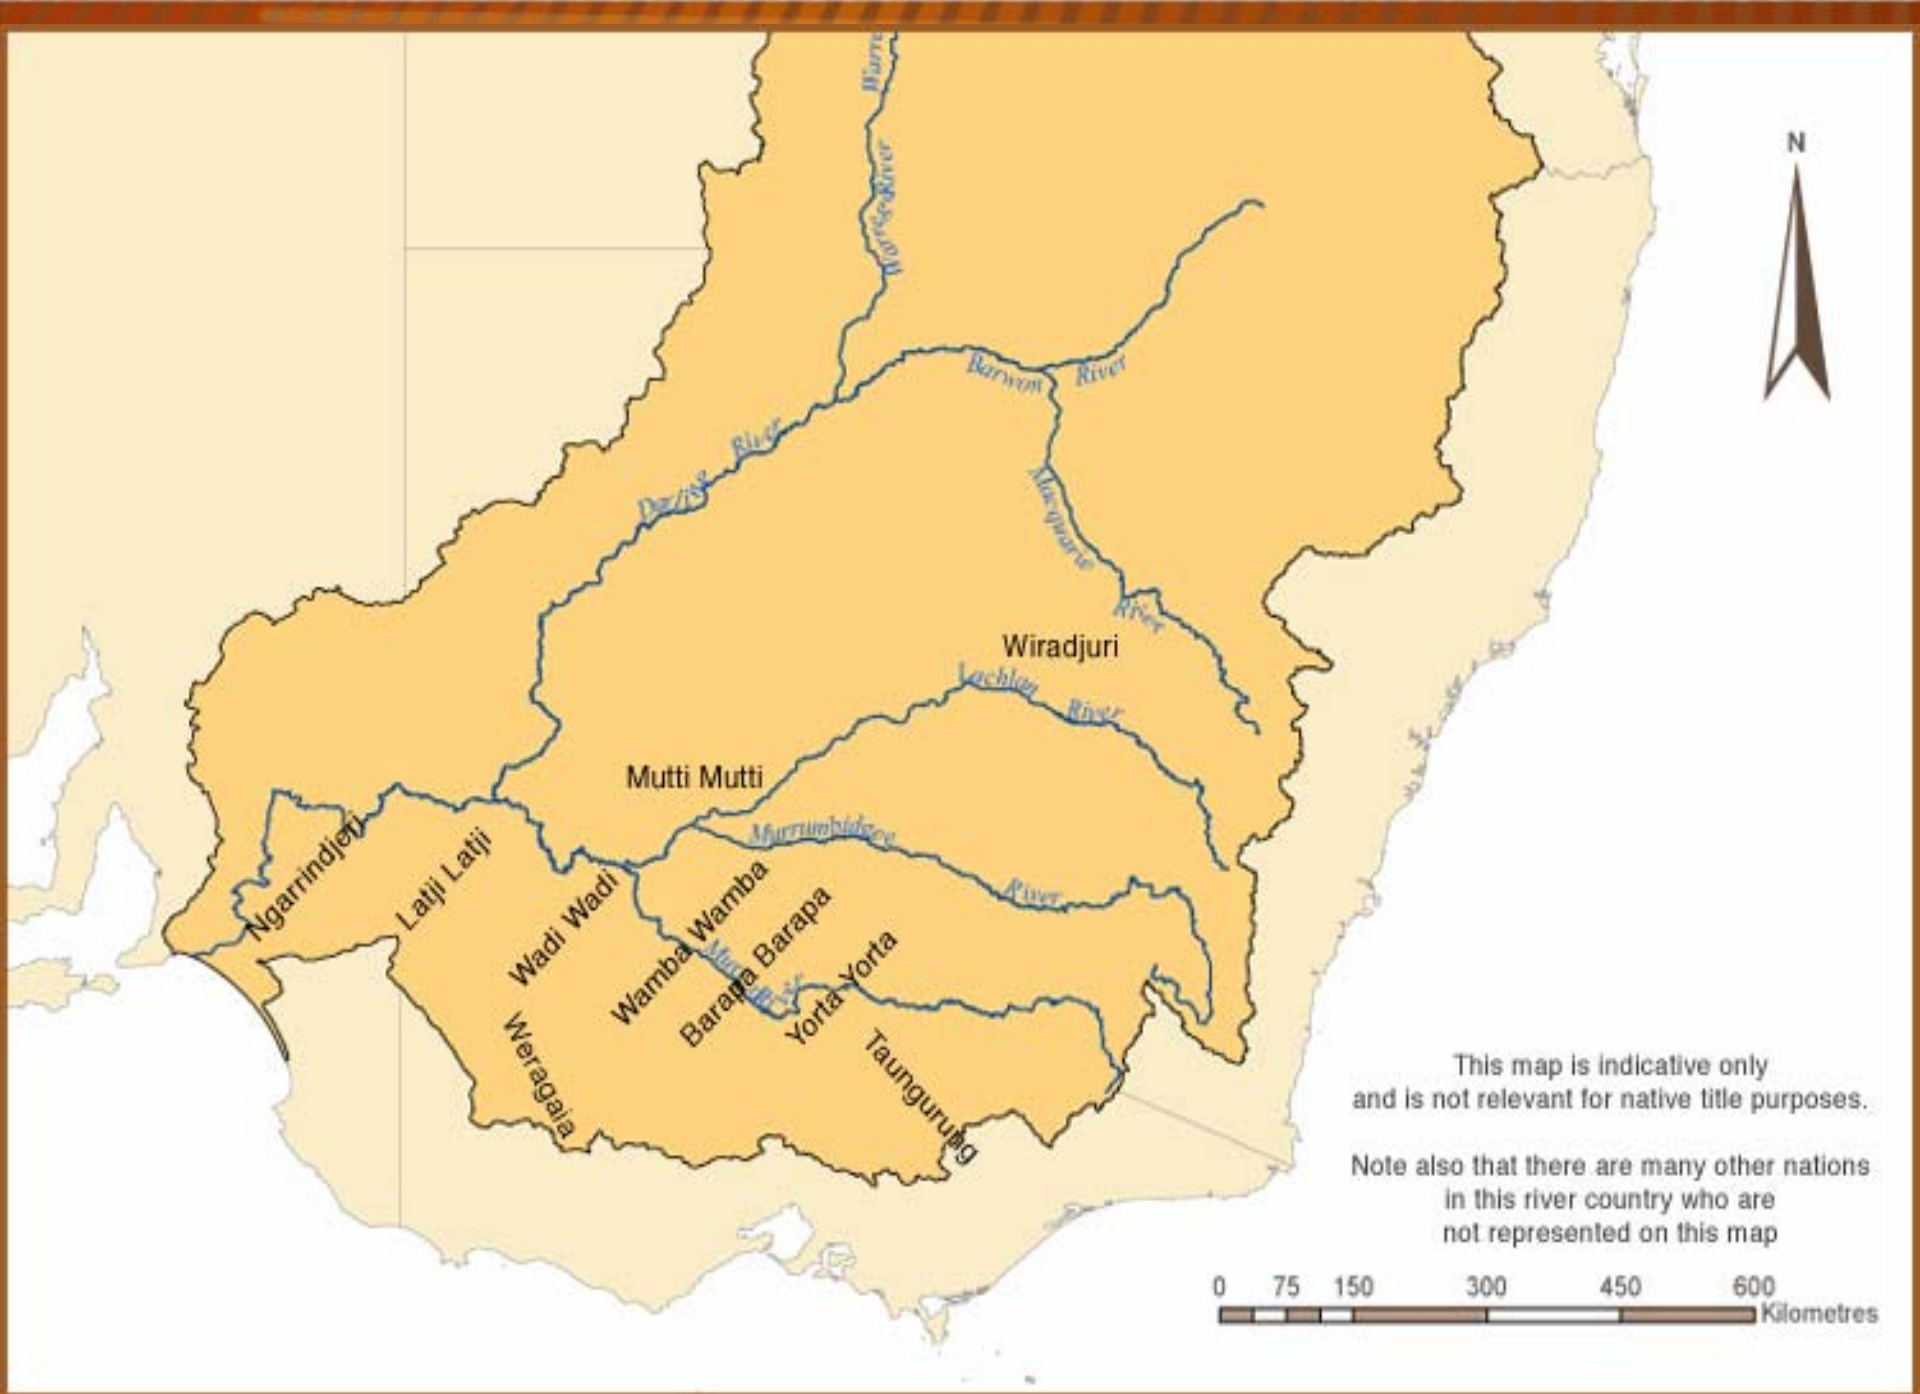 Warre
Warrego River
N
Barwon River
Darling River
Macquarie River
Wiradjuri
Lachlan River
Mutti Mutti
Murrumbidgee River
Ngarrindjeri
Latji Latji
Wadi Wadi
Wamba Wamba
Barapa Barapa
Yorta Yorta
Murray River
Weragaia
Taungurung
This map is indicative only
and is not relevant for native title purposes.
Note also that there are many other nations
in this river country who are
not represented on this map
0 75 150 300 450 600
Kilometres